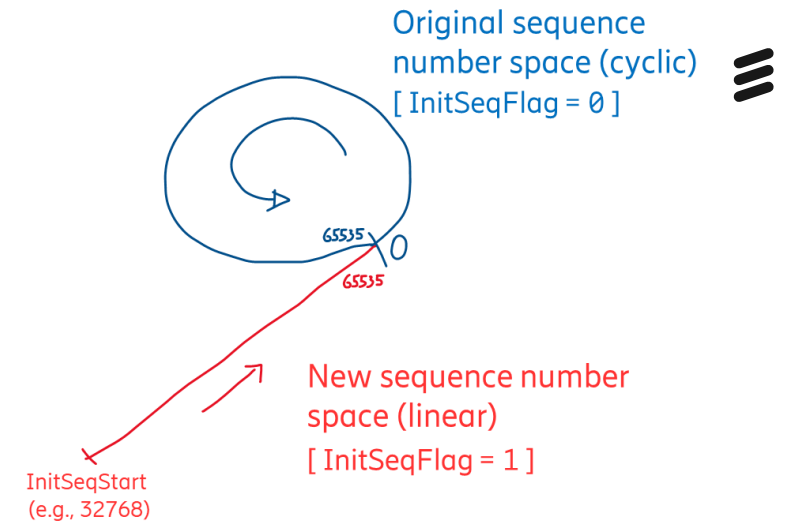 Original sequence
number space (cyclic)
[ InitSeqFlag = 0 ]
65535
0
65535
New sequence number
space (linear)
[ InitSeqFlag = 1 ]
InitSeqStart
(e.g., 32768)